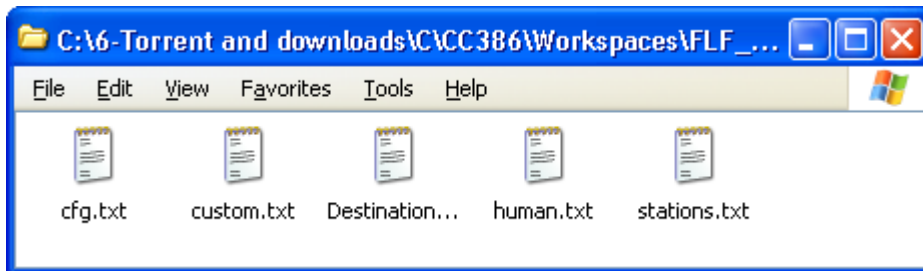 C:\6-Torrent and downloads\C\CC386\Workspaces\FLF_...
File Edit View Favorites Tools Help
cfg.txt custom.txt Destination... human.txt stations.txt